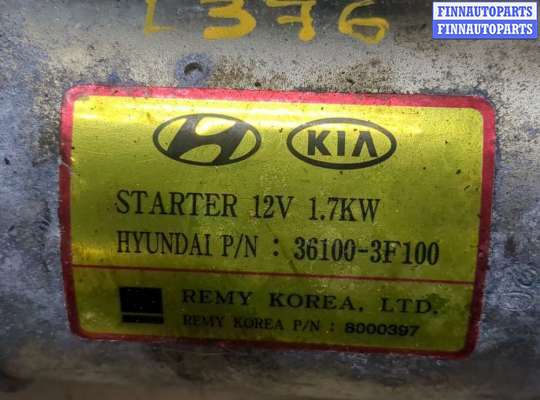 FINNAUTOPARTS
FINNAUTOPARTS
L376
KIA
STARTER 12V 1.7KW
HYUNDAI P/N : 36100-3F100
REMY KOREA, LTD.
REMY KOREA P/N : 8000397